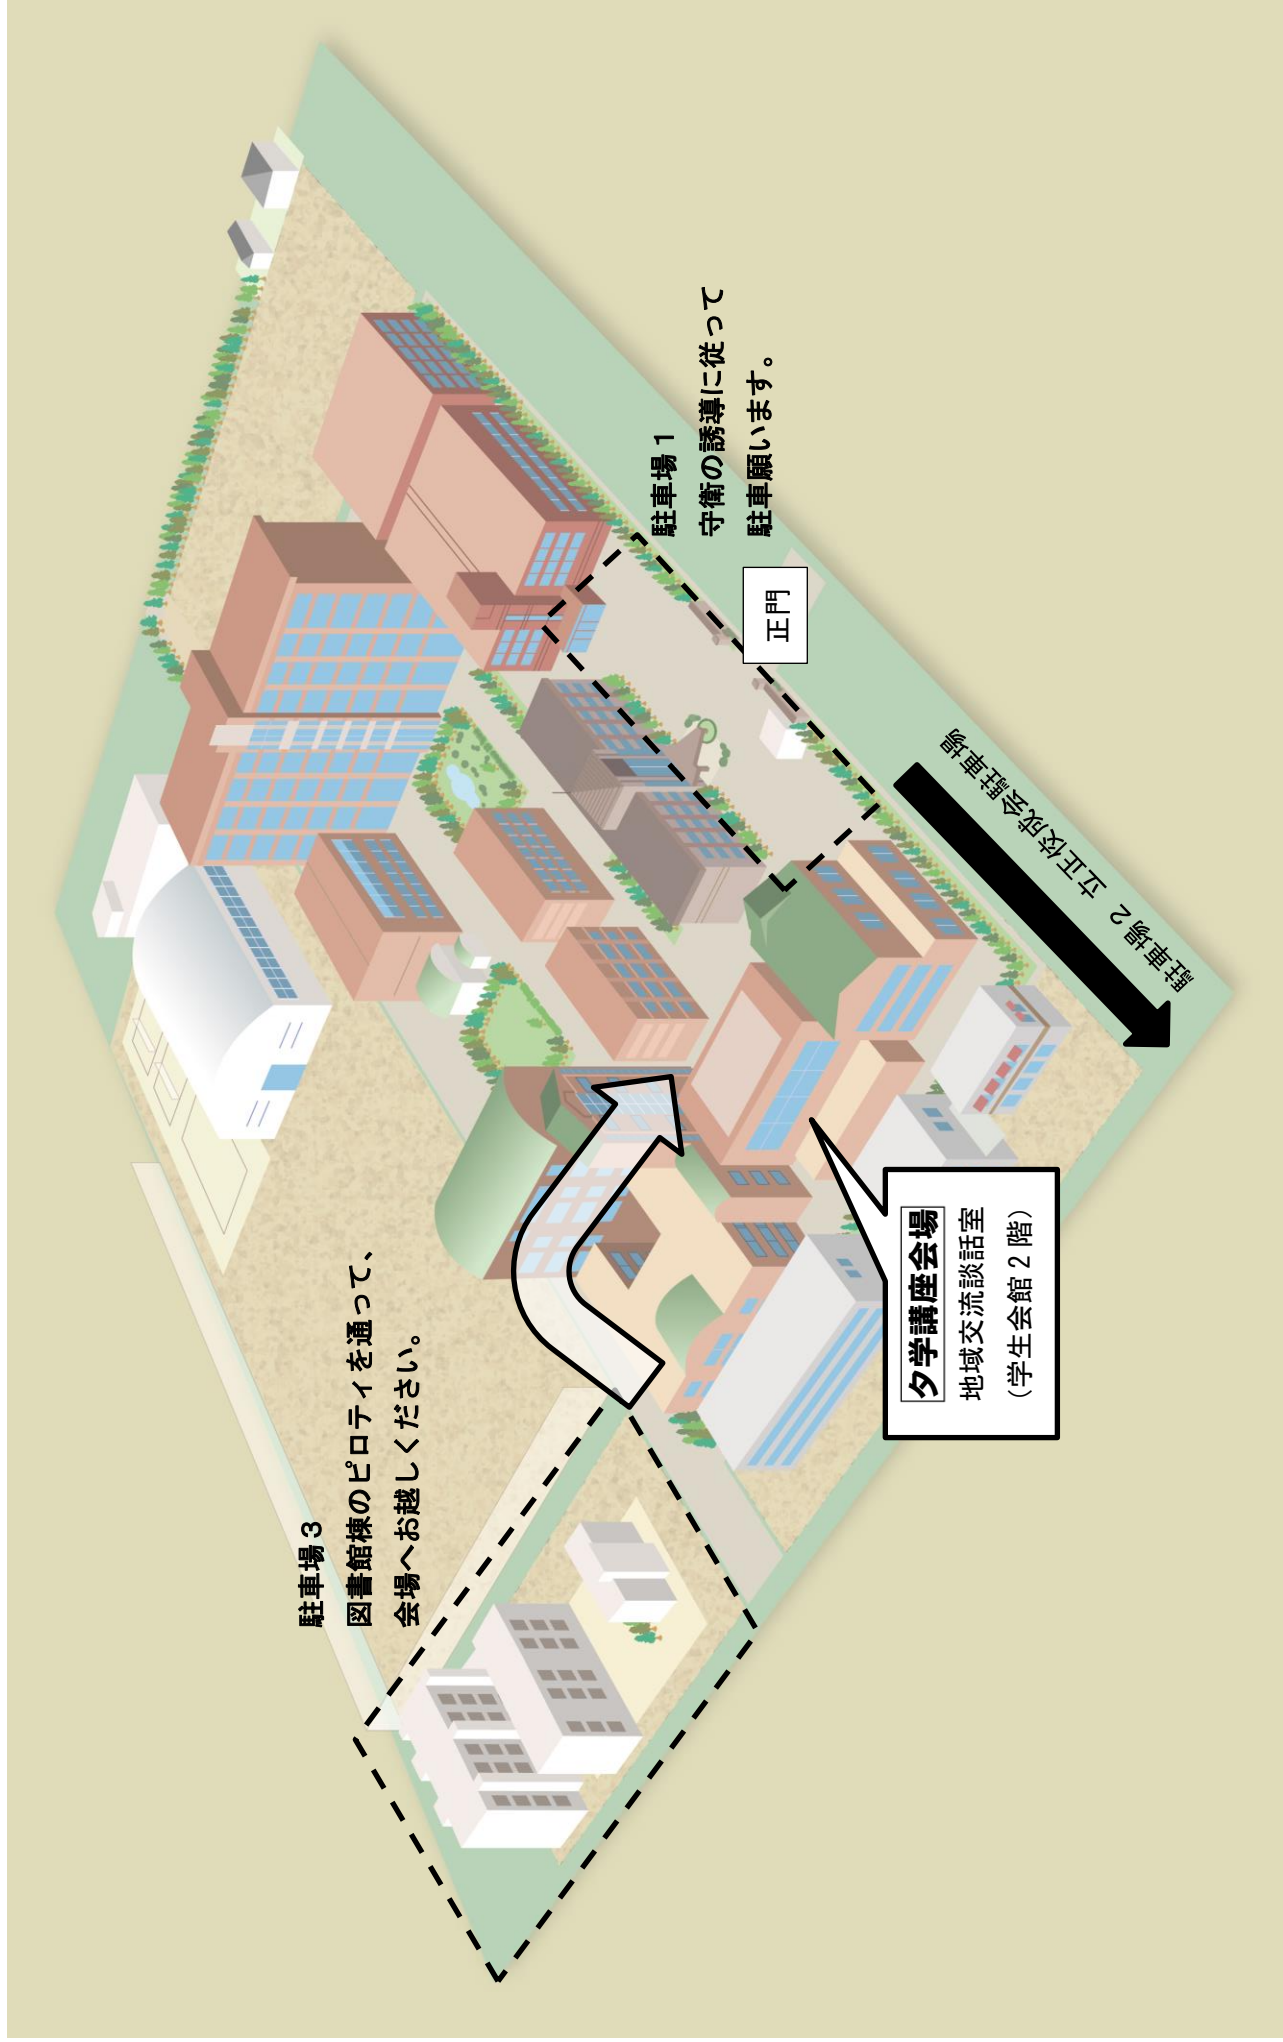 駐車場３
図書館棟のピロティを通って、
会場へお越しください。
駐車場１
守衛の誘導に従って
駐車願います。
正門
夕学講座会場
地域交流談話室
（学生会館２階）
駐車場２ 立正佼成会駐車場